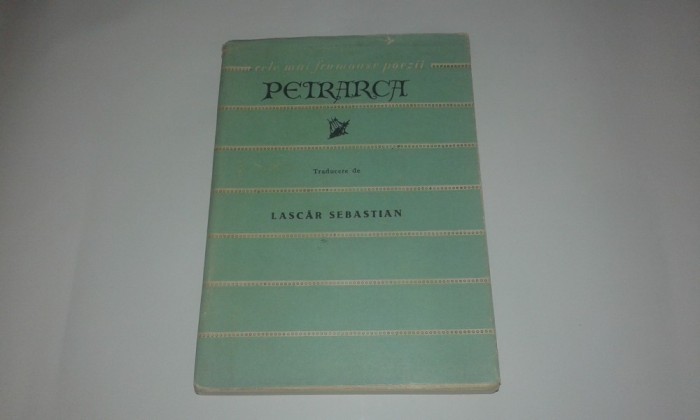 cele mai frumoase poezii
PETRARCA
Traducere de
LASCĂR SEBASTIAN